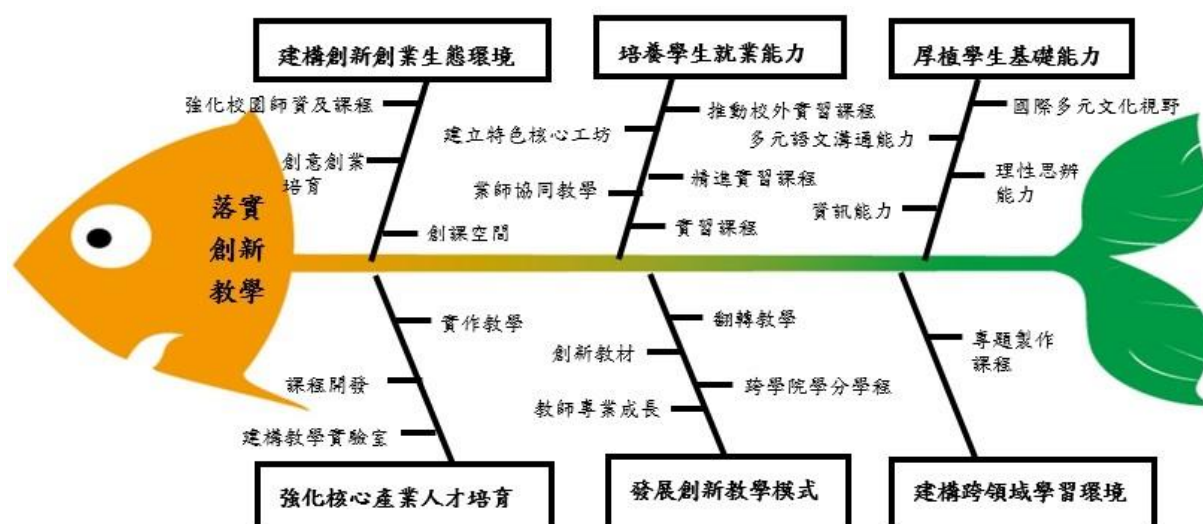 建構創新創業生態環境
培養學生就業能力
厚植學生基礎能力
強化校園師資及課程
創意創業
培育
創課空間
推動校外實習課程
建立特色核心工坊
精進實習課程
業師協同教學
實習課程
國際多元文化視野
多元語文溝通能力
理性思辨
能力
資訊能力
落實
創新
教學
實作教學
課程開發
建構教學實驗室
翻轉教學
創新教材
跨學院學分學程
教師專業成長
專題製作
課程
強化核心產業人才培育
發展創新教學模式
建構跨領域學習環境